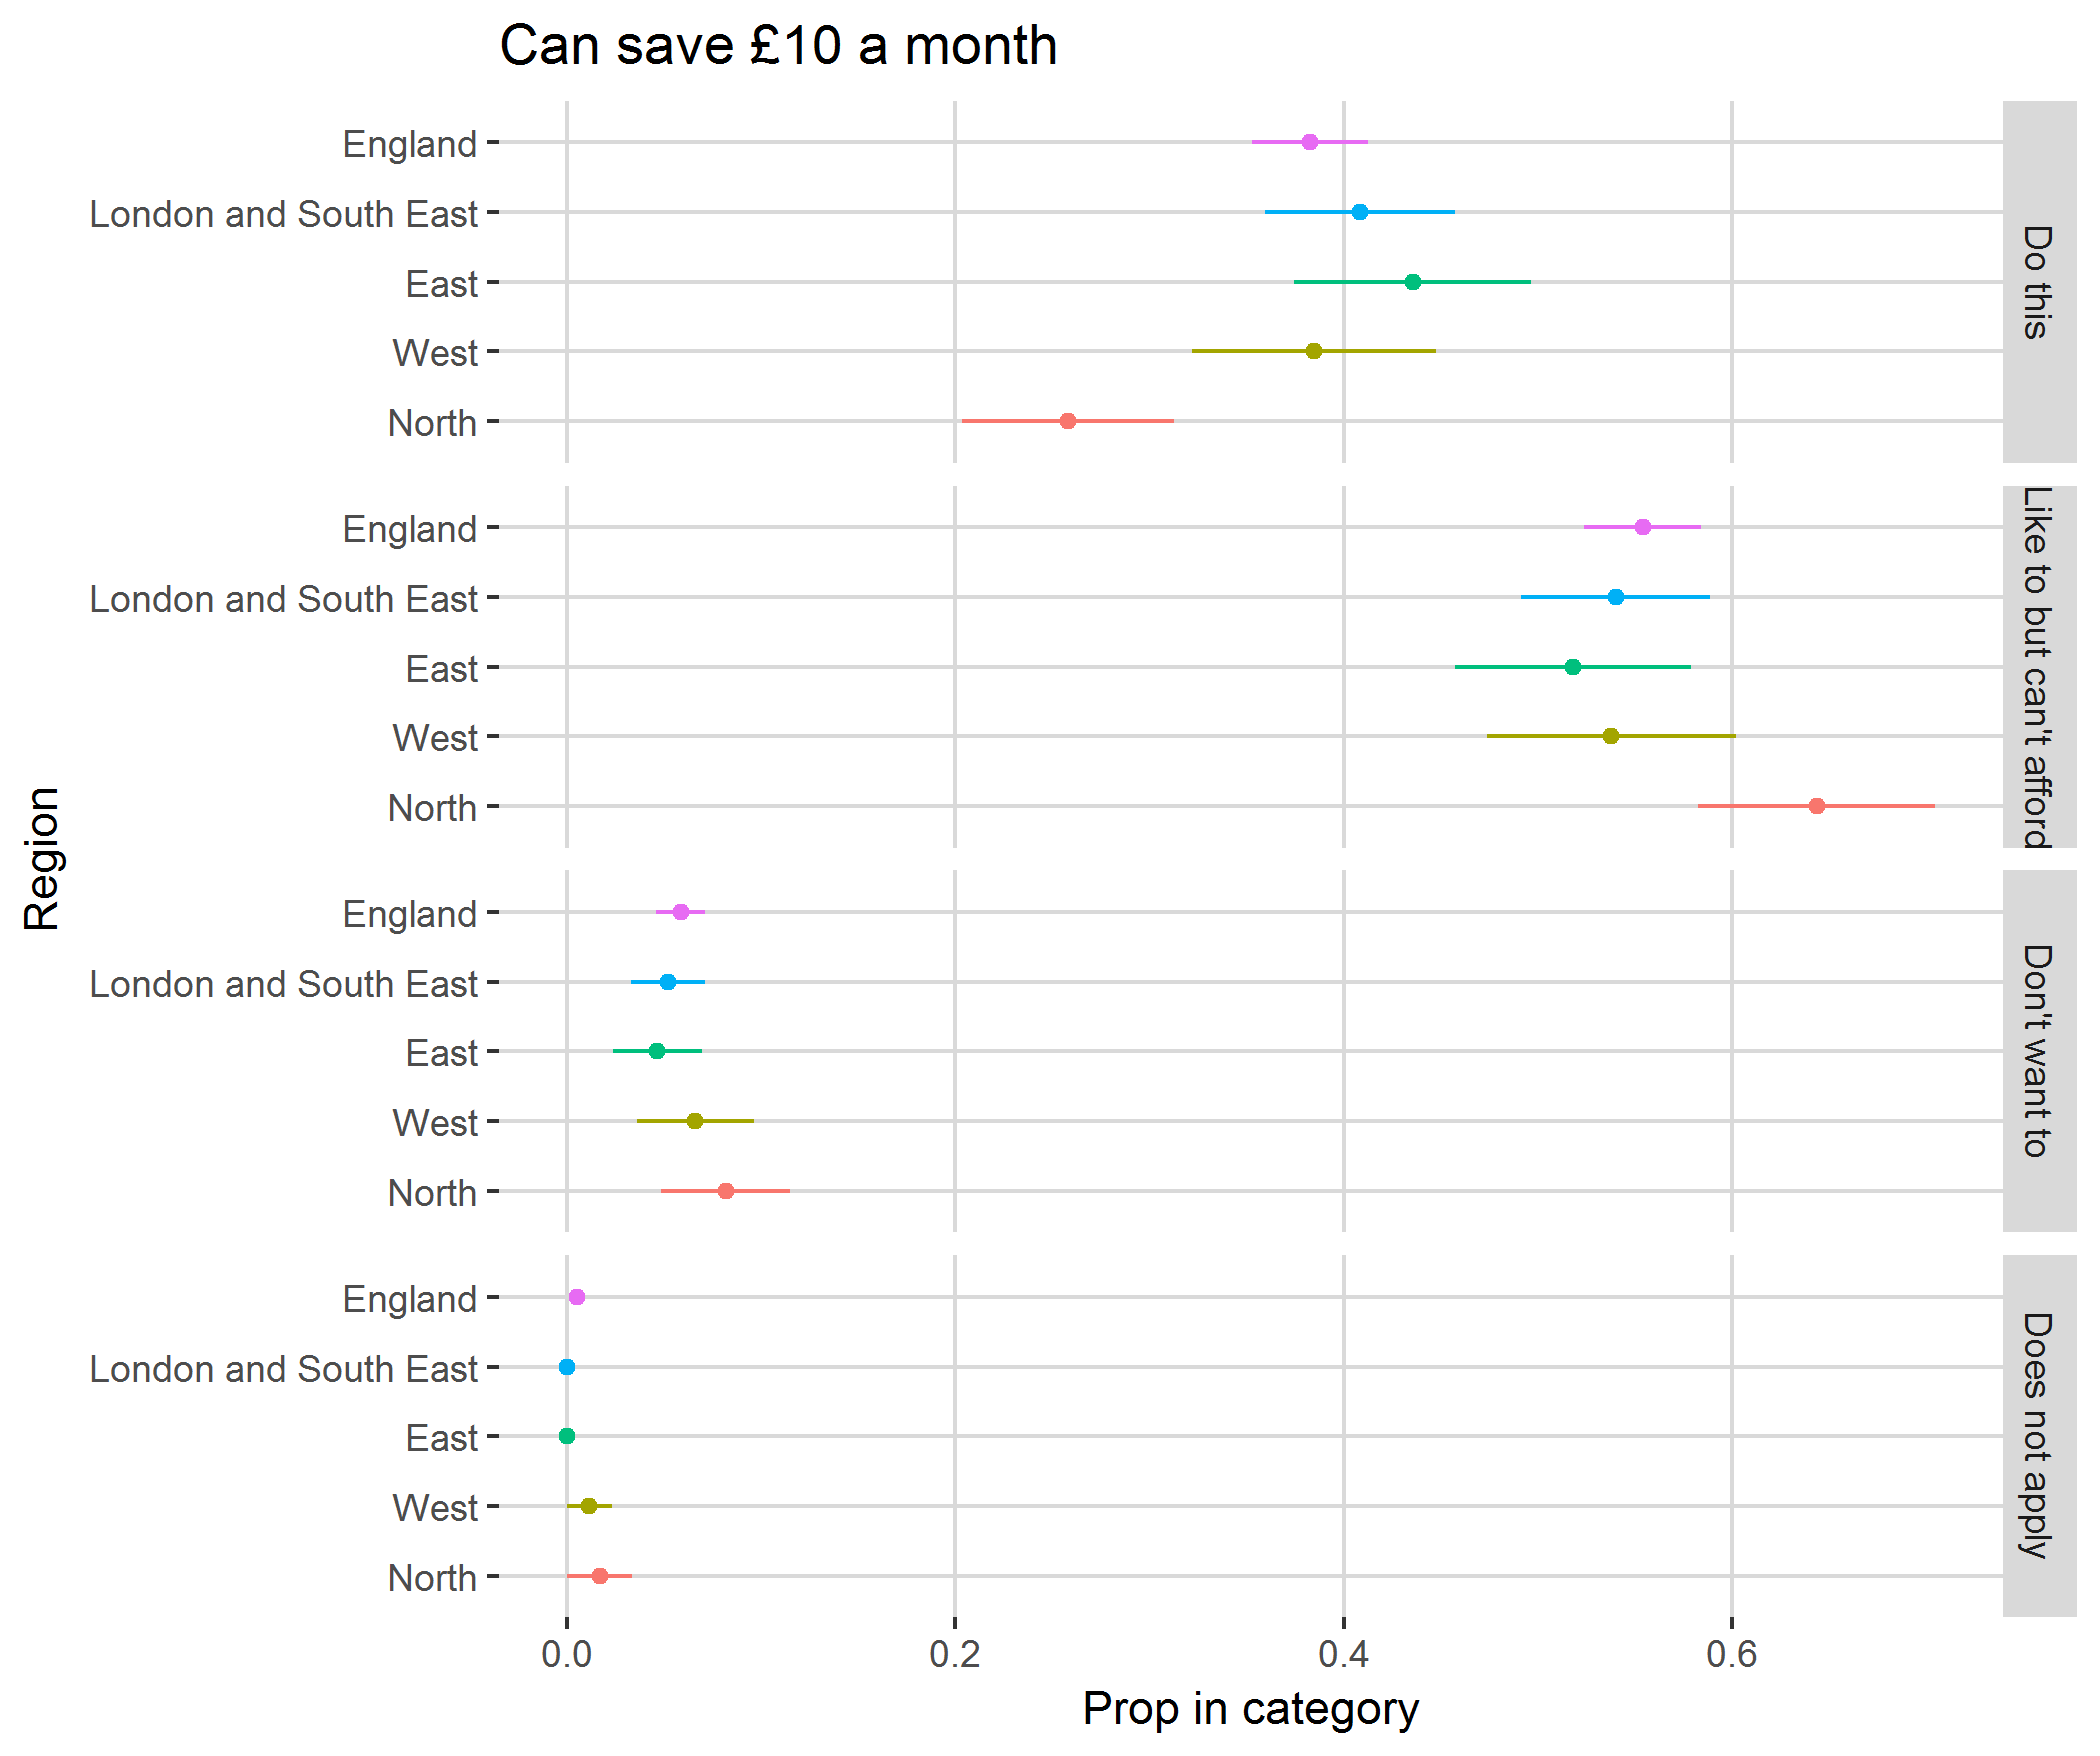 Can save £10 a month
England
London and South East
East
West
North
Do this
England
London and South East
East
West
North
Like to but can't afford
England
London and South East
East
West
North
Don't want to
England
London and South East
East
West
North
Does not apply
Region
0.0 0.2 0.4 0.6
Prop in category